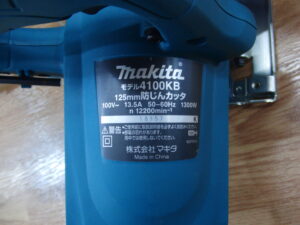 makita
モデル4100KB
125mm防じんカッタ
100V~ 13.5A 50-60Hz 1300W
n 12200min⁻¹
⚠警告
株式会社マキタ
Made in China